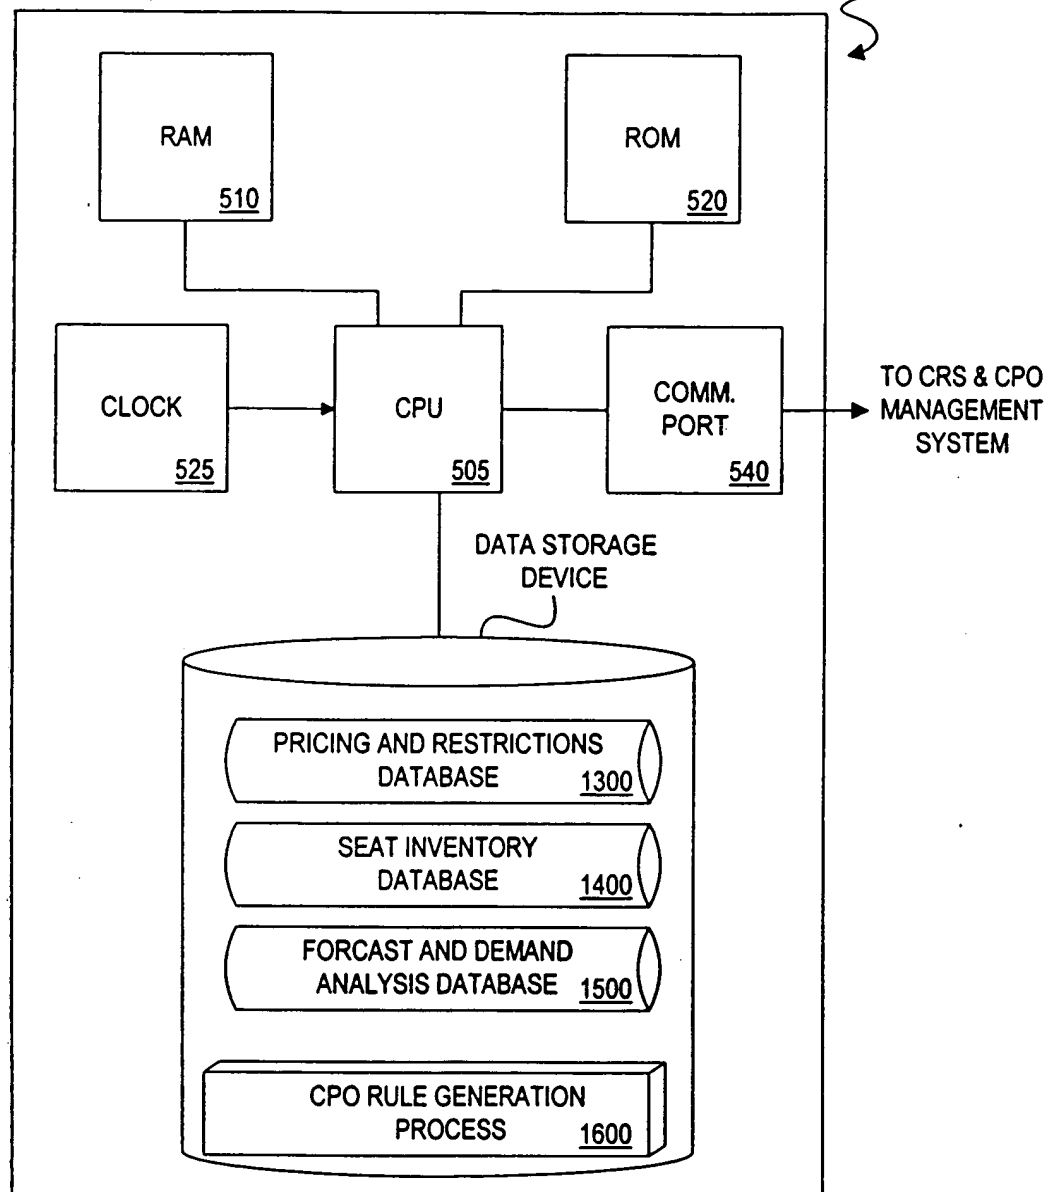 RAM
510
ROM
520
CLOCK
525
CPU
505
COMM.
PORT
540
TO CRS & CPO
MANAGEMENT
SYSTEM
DATA STORAGE
DEVICE
PRICING AND RESTRICTIONS
DATABASE 1300
SEAT INVENTORY
DATABASE 1400
FORCAST AND DEMAND
ANALYSIS DATABASE 1500
CPO RULE GENERATION
PROCESS 1600